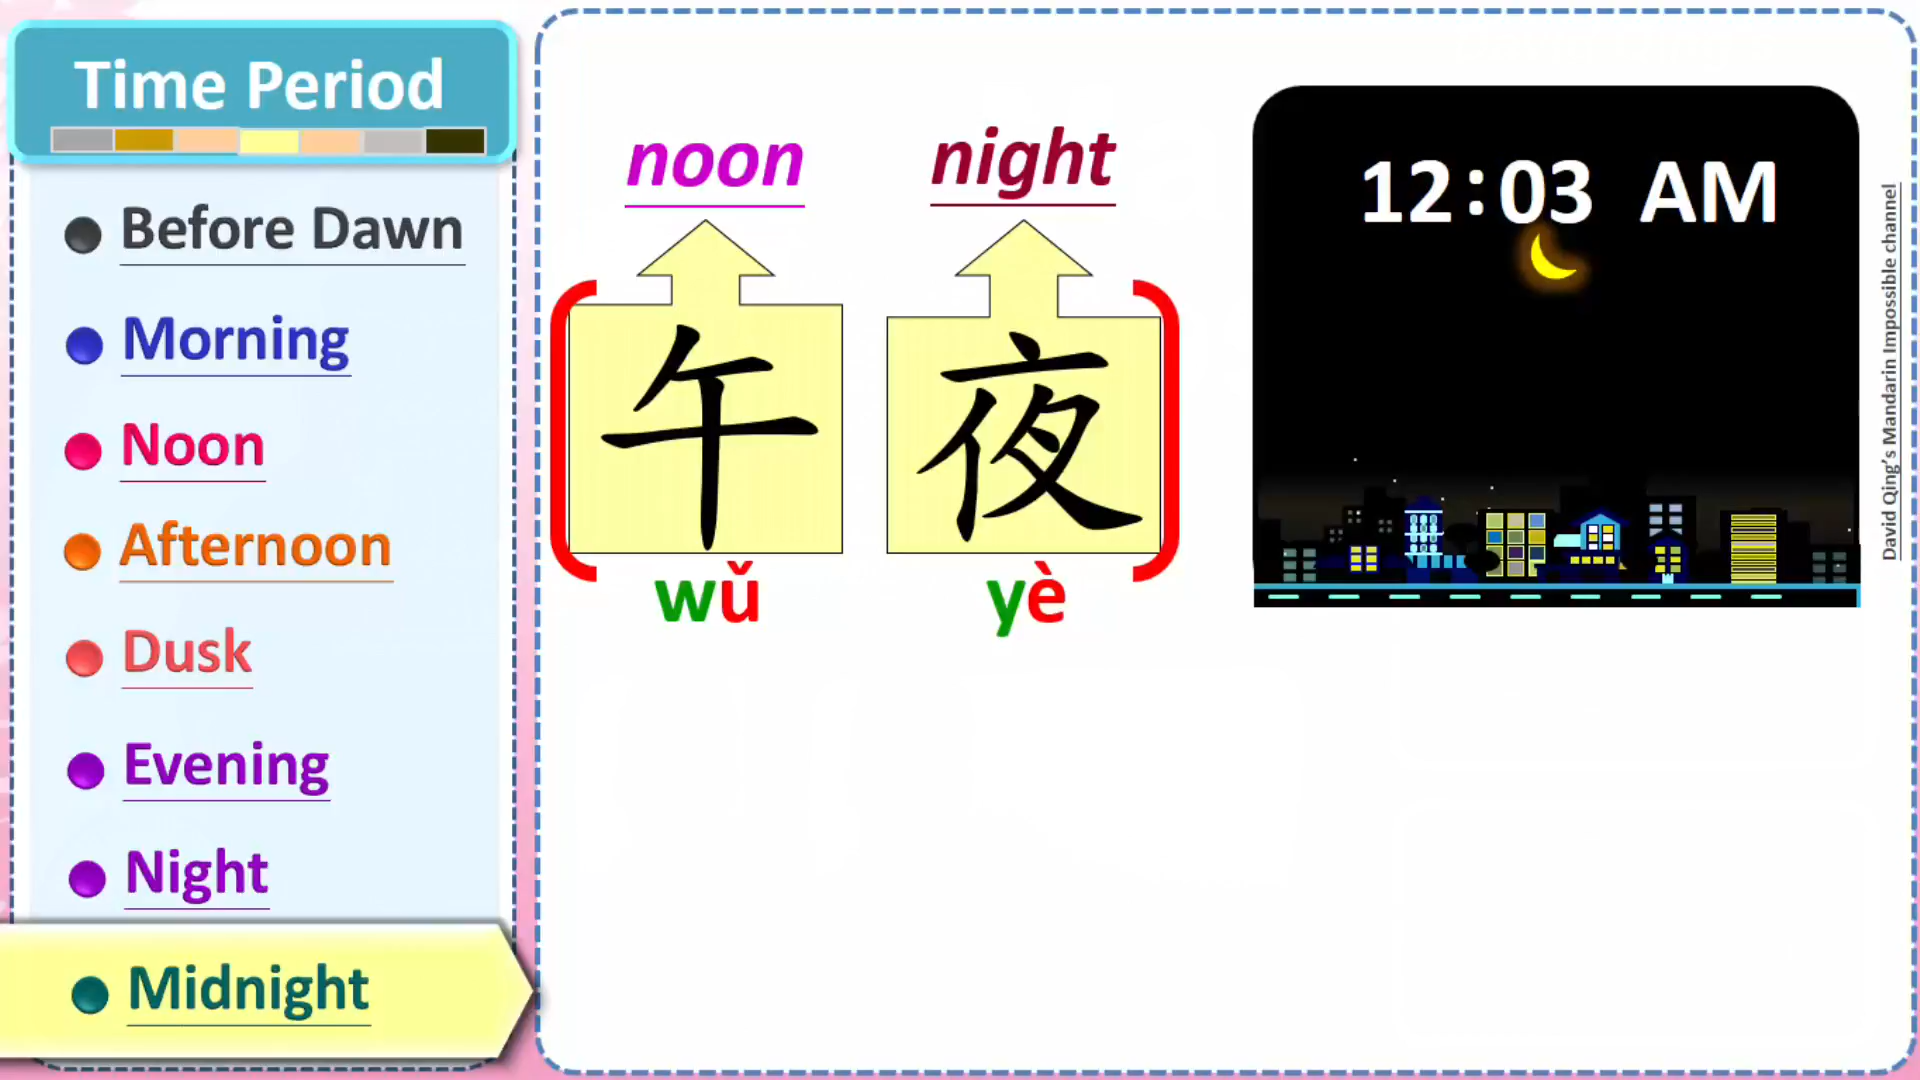 Time Period
Before Dawn
Morning
Noon
Afternoon
Dusk
Evening
Night
Midnight
noon night
午 夜
wǔ yè
12:03 AM
David Qing's Mandarin Impossible channel